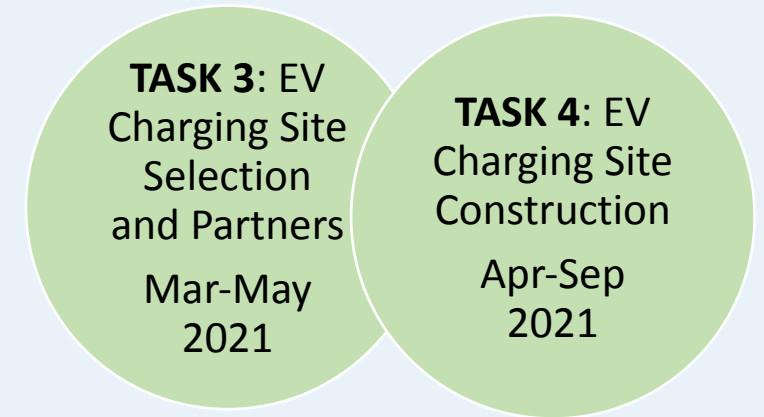 TASK 3: EV
Charging Site
Selection
and Partners
Mar-May
2021
TASK 4: EV
Charging Site
Construction
Apr-Sep
2021